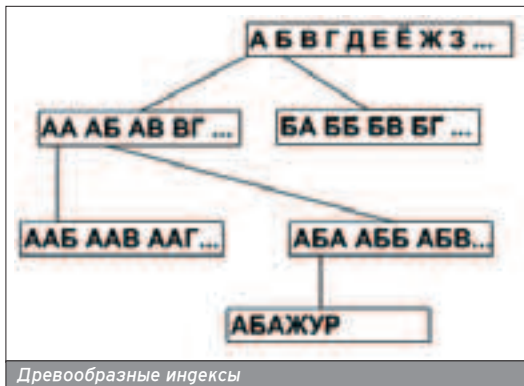 А Б В Г Д Е Ё Ж З ...
АА АБ АВ ВГ ...
БА ББ БВ БГ ...
ААБ ААВ ААГ...
АБА АББ АБВ...
АБАЖУР
Древообразные индексы